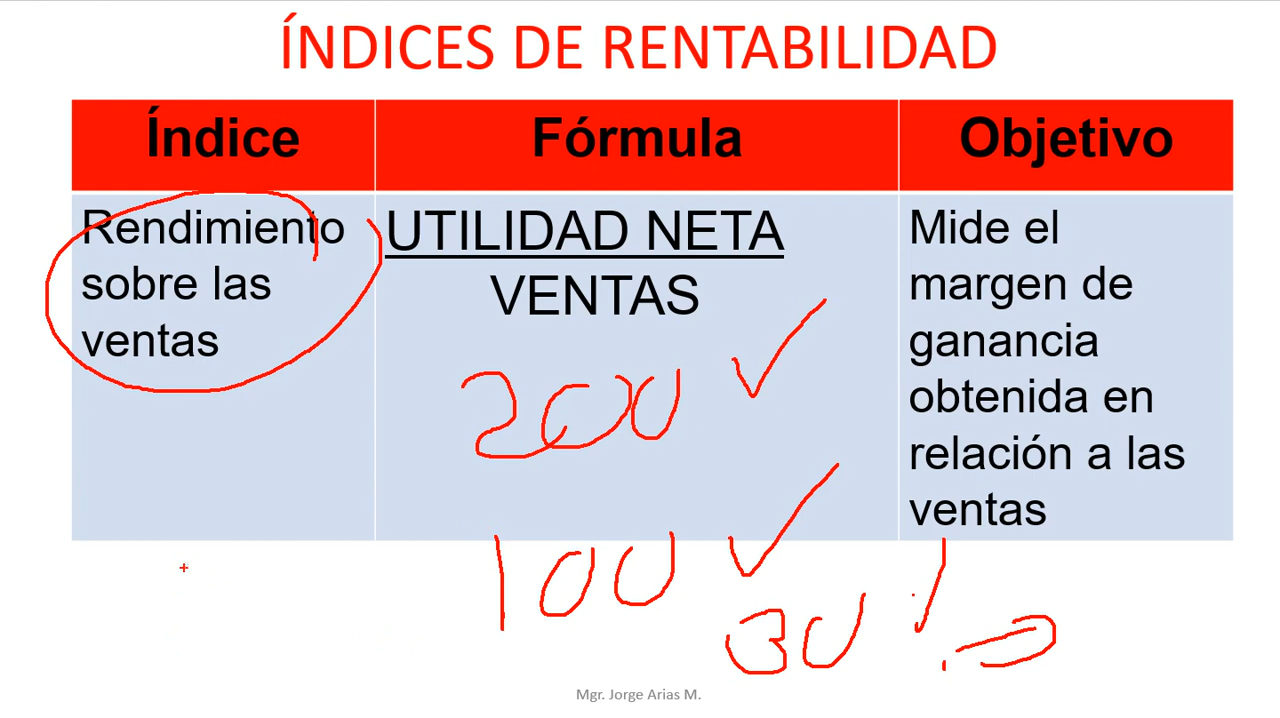 ÍNDICES DE RENTABILIDAD
Índice
Fórmula
Objetivo
Rendimiento
sobre las
ventas
UTILIDAD NETA
VENTAS
Mide el
margen de
ganancia
obtenida en
relación a las
ventas
200
100
30
Mgr. Jorge Arias M.